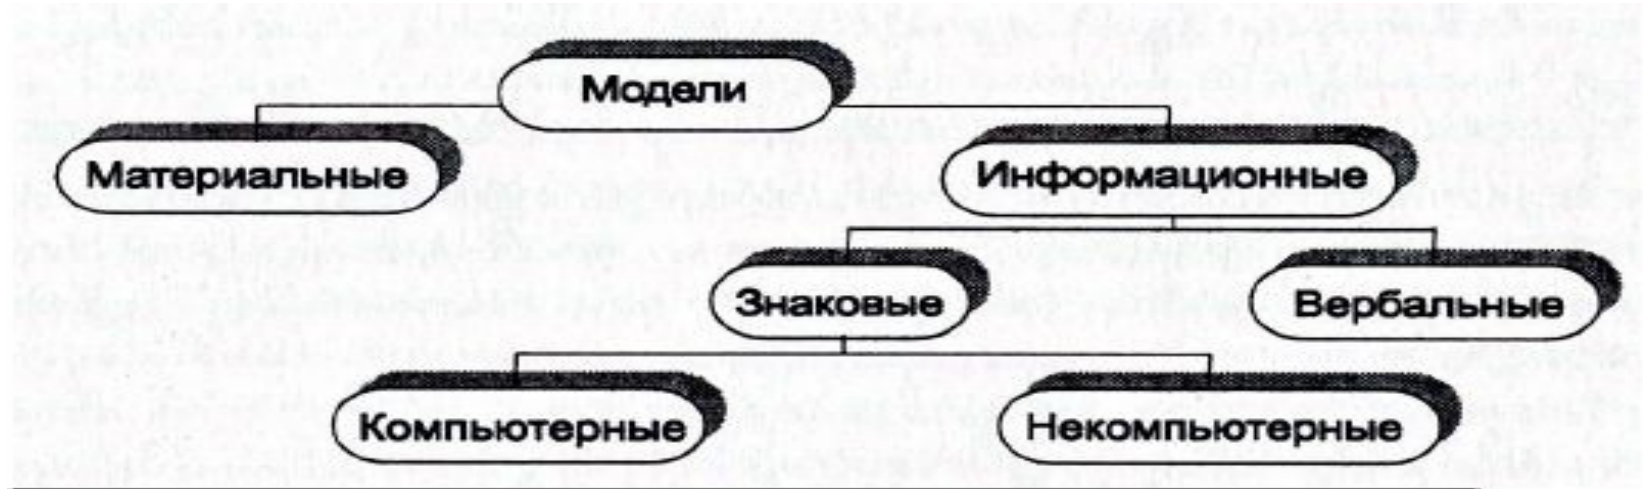 Модели
Материальные
Информационные
Знаковые
Вербальные
Компьютерные
Некомпьютерные